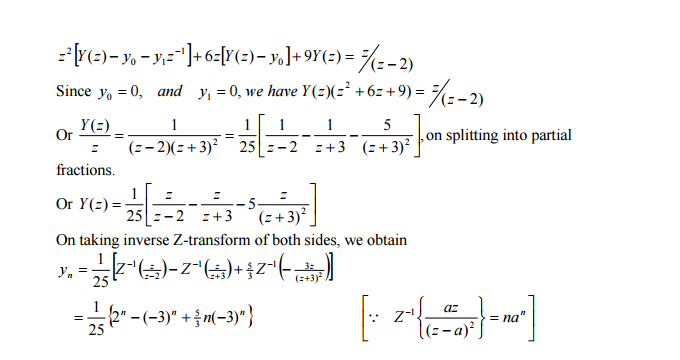 z²[Y(z) – y₀ – y₁z⁻¹] + 6z[Y(z) – y₀] + 9Y(z) = z/(z – 2)
Since y₀ = 0, and y₁ = 0, we have Y(z)(z² + 6z + 9) = z/(z – 2)
Or Y(z)/z = 1/((z – 2)(z + 3)²) = 1/25 [1/(z – 2) – 1/(z + 3) – 5/(z + 3)²], on splitting into partial
fractions.
Or Y(z) = 1/25 [z/(z – 2) – z/(z + 3) – 5 z/(z + 3)²]
On taking inverse Z-transform of both sides, we obtain
yₙ = 1/25 [Z⁻¹(z/(z–2)) – Z⁻¹(z/(z+3)) + 5/3 Z⁻¹(– 3z/(z+3)²)]
= 1/25 {2ⁿ – (–3)ⁿ + 5/3 n(–3)ⁿ} [∵ Z⁻¹{az/(z – a)²} = naⁿ]